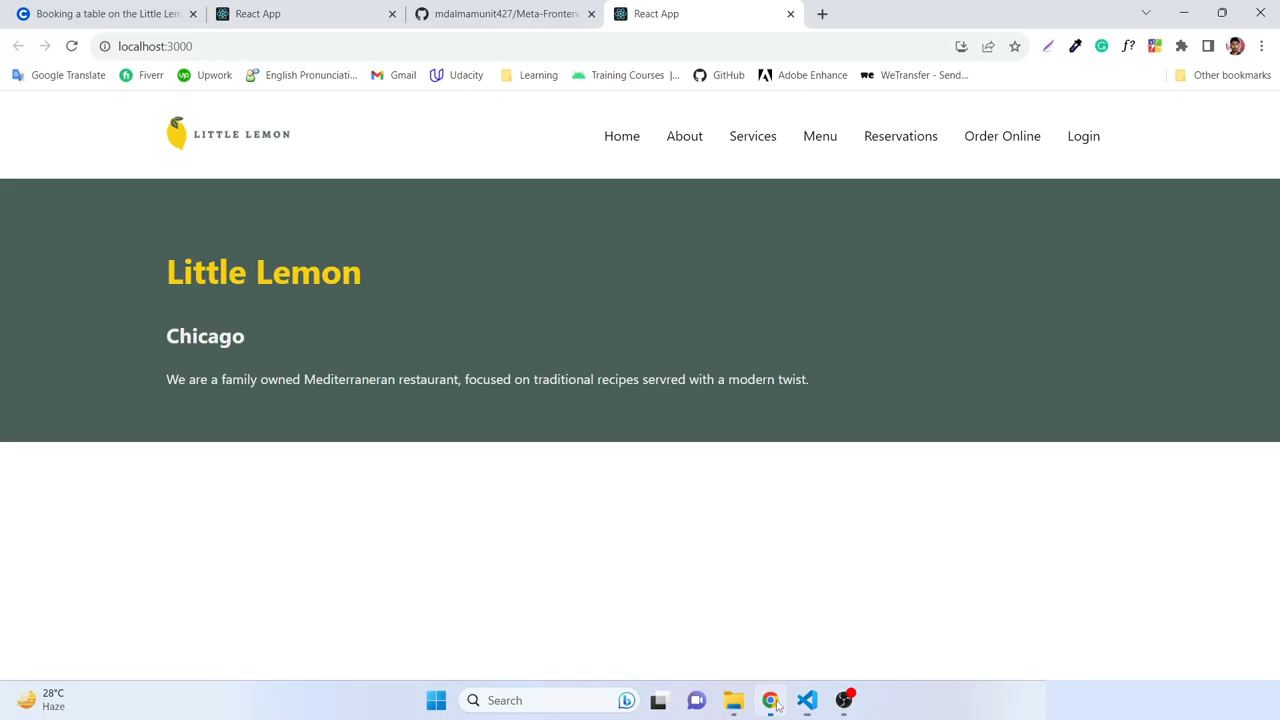 Booking a table on the Little Lem
React App
mdalmamunit427/Meta-Frontend
React App
localhost:3000
Google Translate
Fiverr
Upwork
English Pronunciati...
Gmail
Udacity
Learning
Training Courses |...
GitHub
Adobe Enhance
WeTransfer - Send...
Other bookmarks
LITTLE LEMON
Home
About
Services
Menu
Reservations
Order Online
Login
Little Lemon
Chicago
We are a family owned Mediterraneran restaurant, focused on traditional recipes servred with a modern twist.
28°C
Haze
Search